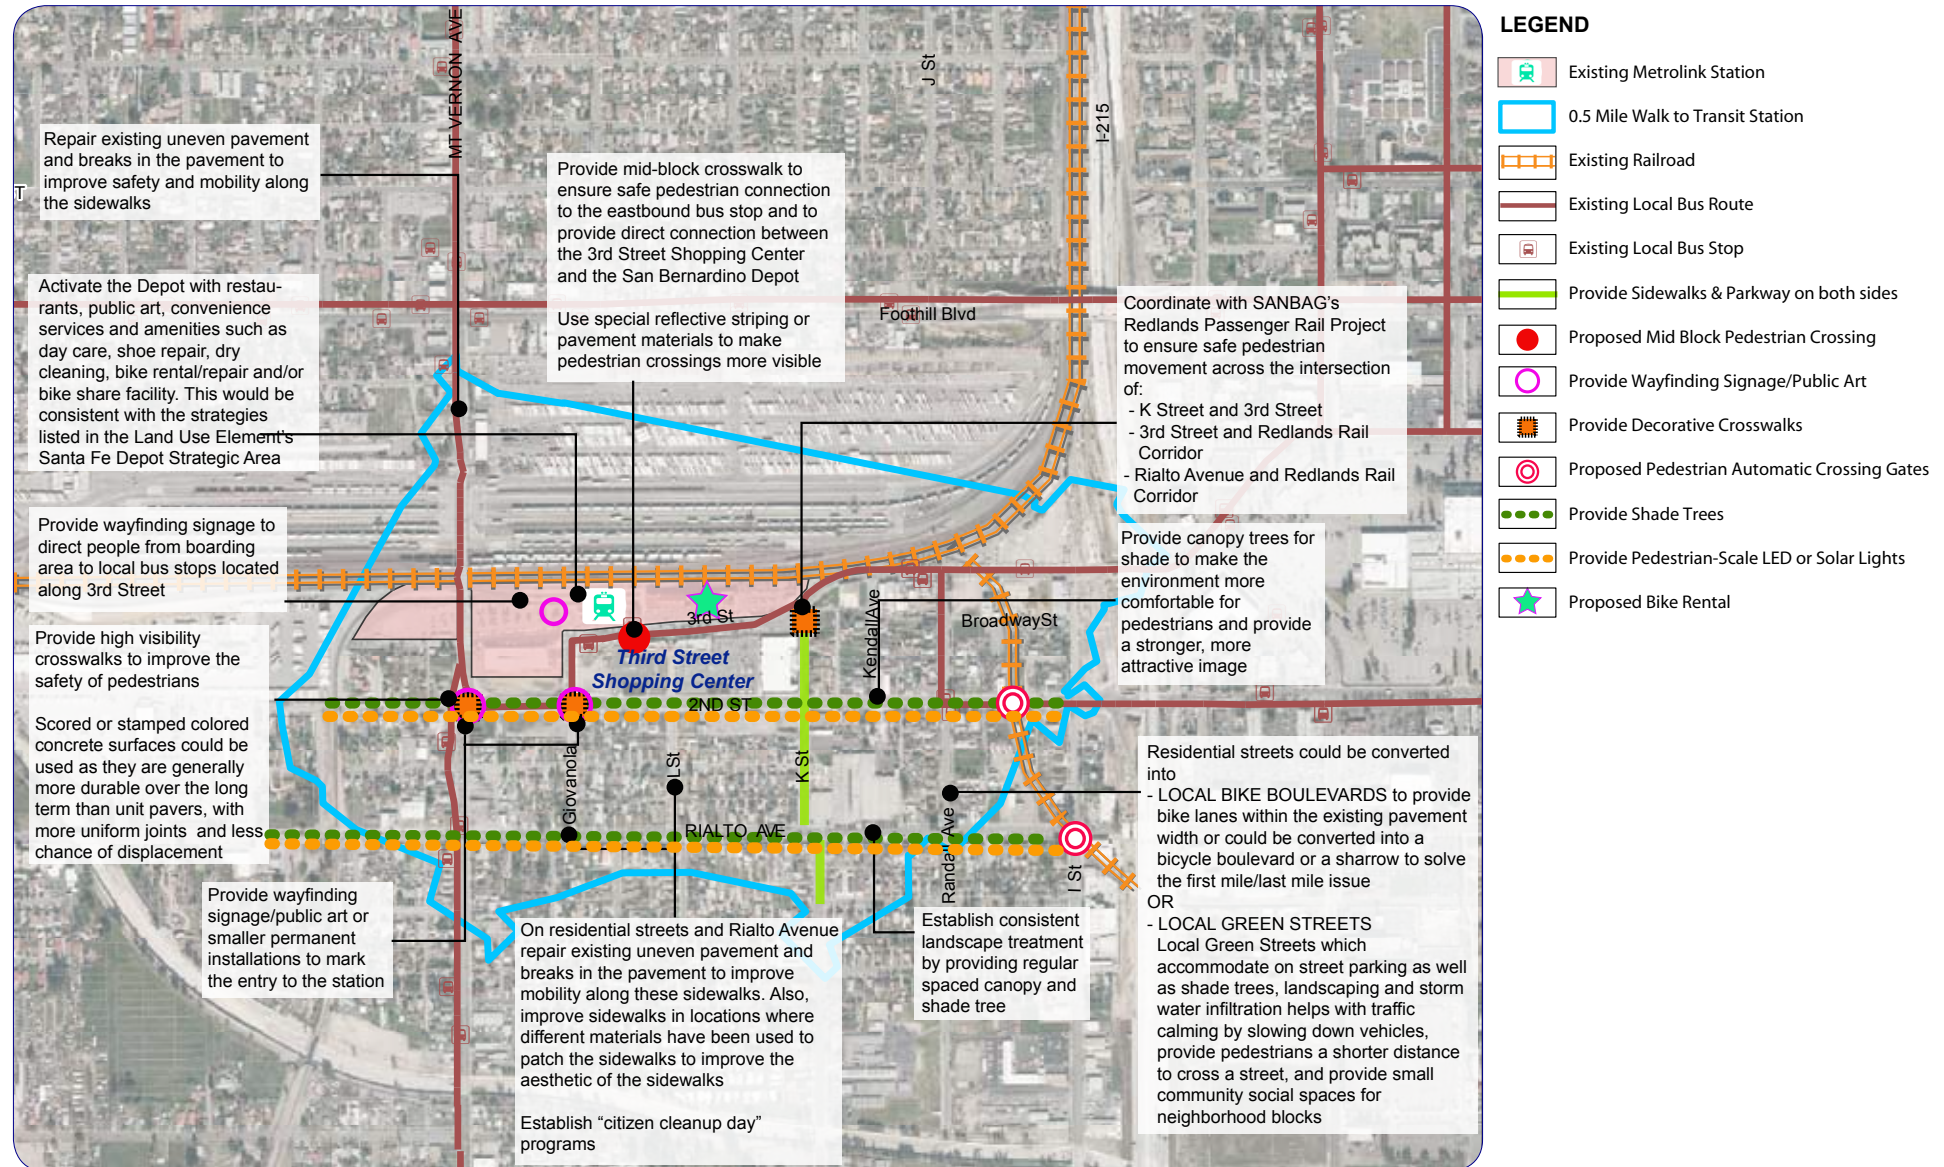 MT VERNON AVE
J St
I-215
T
Repair existing uneven pavement
and breaks in the pavement to
improve safety and mobility along
the sidewalks
Provide mid-block crosswalk to
ensure safe pedestrian connection
to the eastbound bus stop and to
provide direct connection between
the 3rd Street Shopping Center
and the San Bernardino Depot
Use special reflective striping or
pavement materials to make
pedestrian crossings more visible
Activate the Depot with restau-
rants, public art, convenience
services and amenities such as
day care, shoe repair, dry
cleaning, bike rental/repair and/or
bike share facility. This would be
consistent with the strategies
listed in the Land Use Element's
Santa Fe Depot Strategic Area
Foothill Blvd
Coordinate with SANBAG's
Redlands Passenger Rail Project
to ensure safe pedestrian
movement across the intersection
of:
- K Street and 3rd Street
- 3rd Street and Redlands Rail
Corridor
- Rialto Avenue and Redlands Rail
Corridor
Provide wayfinding signage to
direct people from boarding
area to local bus stops located
along 3rd Street
Provide canopy trees for
shade to make the
environment more
comfortable for
pedestrians and provide
a stronger, more
attractive image
3rd St
Kendall Ave
Broadway St
Third Street
Shopping Center
2ND ST
Provide high visibility
crosswalks to improve the
safety of pedestrians
Scored or stamped colored
concrete surfaces could be
used as they are generally
more durable over the long
term than unit pavers, with
more uniform joints and less
chance of displacement
Giovanola
L St
K St
RIALTO AVE
Randall Ave
I St
Residential streets could be converted
into
- LOCAL BIKE BOULEVARDS to provide
bike lanes within the existing pavement
width or could be converted into a
bicycle boulevard or a sharrow to solve
the first mile/last mile issue
OR
- LOCAL GREEN STREETS
Local Green Streets which
accommodate on street parking as well
as shade trees, landscaping and storm
water infiltration helps with traffic
calming by slowing down vehicles,
provide pedestrians a shorter distance
to cross a street, and provide small
community social spaces for
neighborhood blocks
Provide wayfinding
signage/public art or
smaller permanent
installations to mark
the entry to the station
On residential streets and Rialto Avenue
repair existing uneven pavement and
breaks in the pavement to improve
mobility along these sidewalks. Also,
improve sidewalks in locations where
different materials have been used to
patch the sidewalks to improve the
aesthetic of the sidewalks
Establish “citizen cleanup day”
programs
Establish consistent
landscape treatment
by providing regular
spaced canopy and
shade tree
LEGEND
Existing Metrolink Station
0.5 Mile Walk to Transit Station
Existing Railroad
Existing Local Bus Route
Existing Local Bus Stop
Provide Sidewalks & Parkway on both sides
Proposed Mid Block Pedestrian Crossing
Provide Wayfinding Signage/Public Art
Provide Decorative Crosswalks
Proposed Pedestrian Automatic Crossing Gates
Provide Shade Trees
Provide Pedestrian-Scale LED or Solar Lights
Proposed Bike Rental